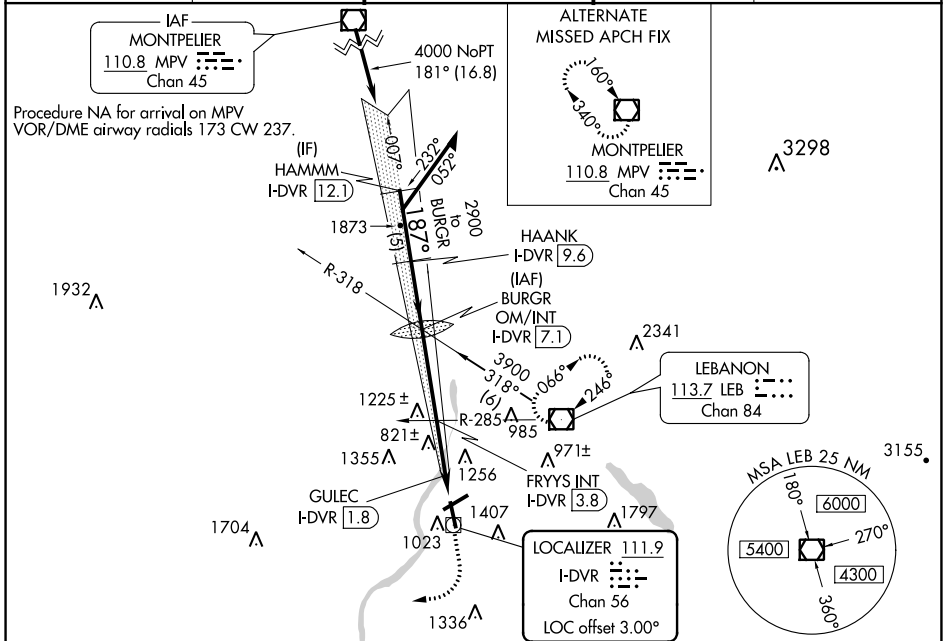 IAF
MONTPELIER
110.8 MPV
Chan 45
4000 NoPT
181° (16.8)
Procedure NA for arrival on MPV
VOR/DME airway radials 173 CW 237.
ALTERNATE
MISSED APCH FIX
160°
340°
MONTPELIER
110.8 MPV
Chan 45
3298
(IF)
HAMMM
I-DVR 12.1
007°
232°
052°
1873
187°
(5)
2900
to
BURGR
HAANK
I-DVR 9.6
R-318
1932
(IAF)
BURGR
OM/INT
I-DVR 7.1
2341
3900
318°
(6)
066°
246°
LEBANON
113.7 LEB
Chan 84
1225 ±
R-285
985
821±
1355
1256
971±
FRYYS INT
I-DVR 3.8
3155
GULEC
I-DVR 1.8
1704
1023
1407
1797
LOCALIZER 111.9
I-DVR
Chan 56
LOC offset 3.00°
1336
MSA LEB 25 NM
180°
6000
270°
5400
4300
360°